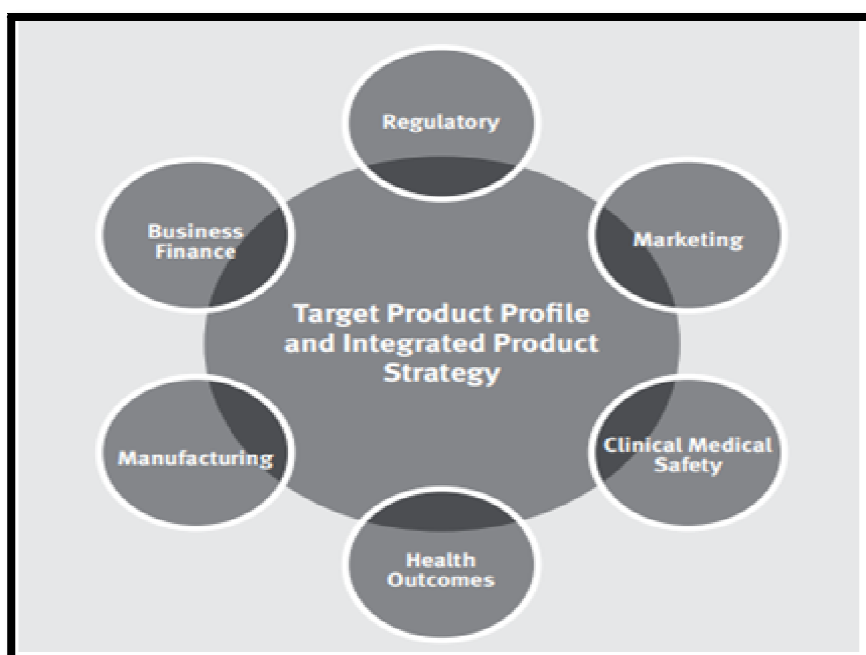 Regulatory
Business
Finance
Marketing
Target Product Profile
and Integrated Product
Strategy
Manufacturing
Clinical Medical
Safety
Health
Outcomes